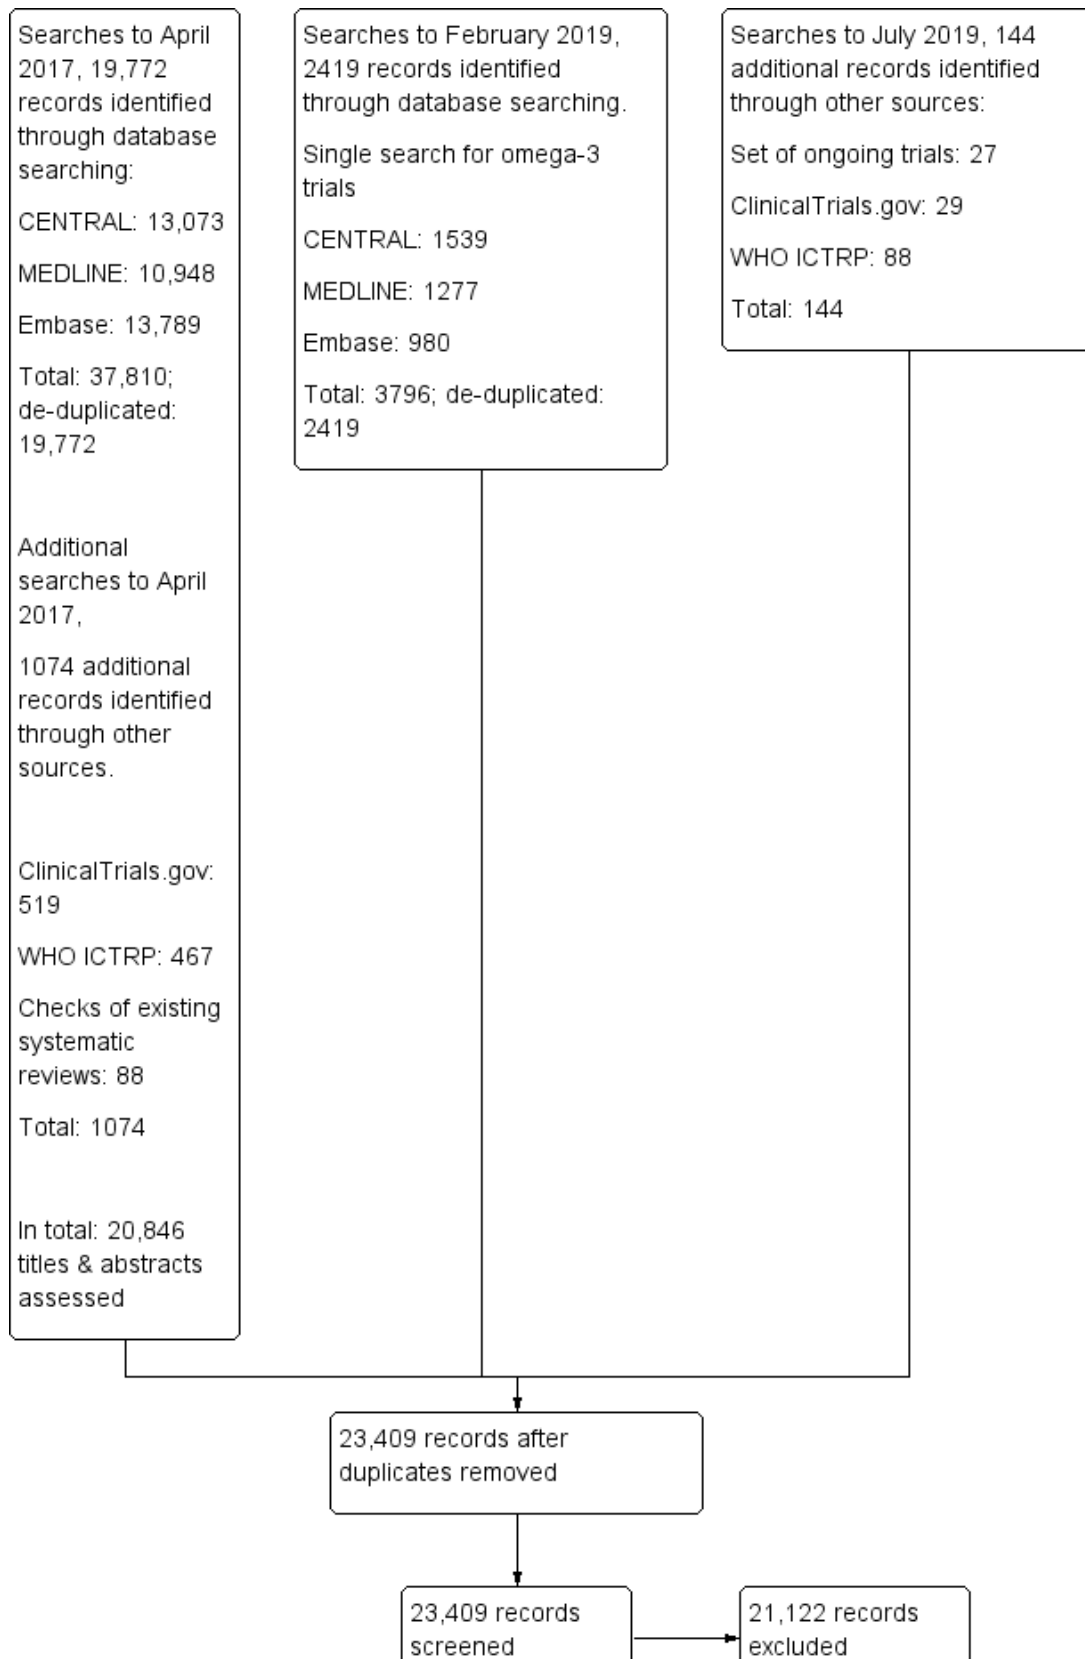 Searches to April
2017, 19,772
records identified
through database
searching:
CENTRAL: 13,073
MEDLINE: 10,948
Embase: 13,789
Total: 37,810;
de-duplicated:
19,772
Additional
searches to April
2017,
1074 additional
records identified
through other
sources.
ClinicalTrials.gov:
519
WHO ICTRP: 467
Checks of existing
systematic
reviews: 88
Total: 1074
In total: 20,846
titles & abstracts
assessed
Searches to February 2019,
2419 records identified
through database searching.
Single search for omega-3
trials
CENTRAL: 1539
MEDLINE: 1277
Embase: 980
Total: 3796; de-duplicated:
2419
Searches to July 2019, 144
additional records identified
through other sources:
Set of ongoing trials: 27
ClinicalTrials.gov: 29
WHO ICTRP: 88
Total: 144
23,409 records after
duplicates removed
23,409 records
screened
21,122 records
excluded